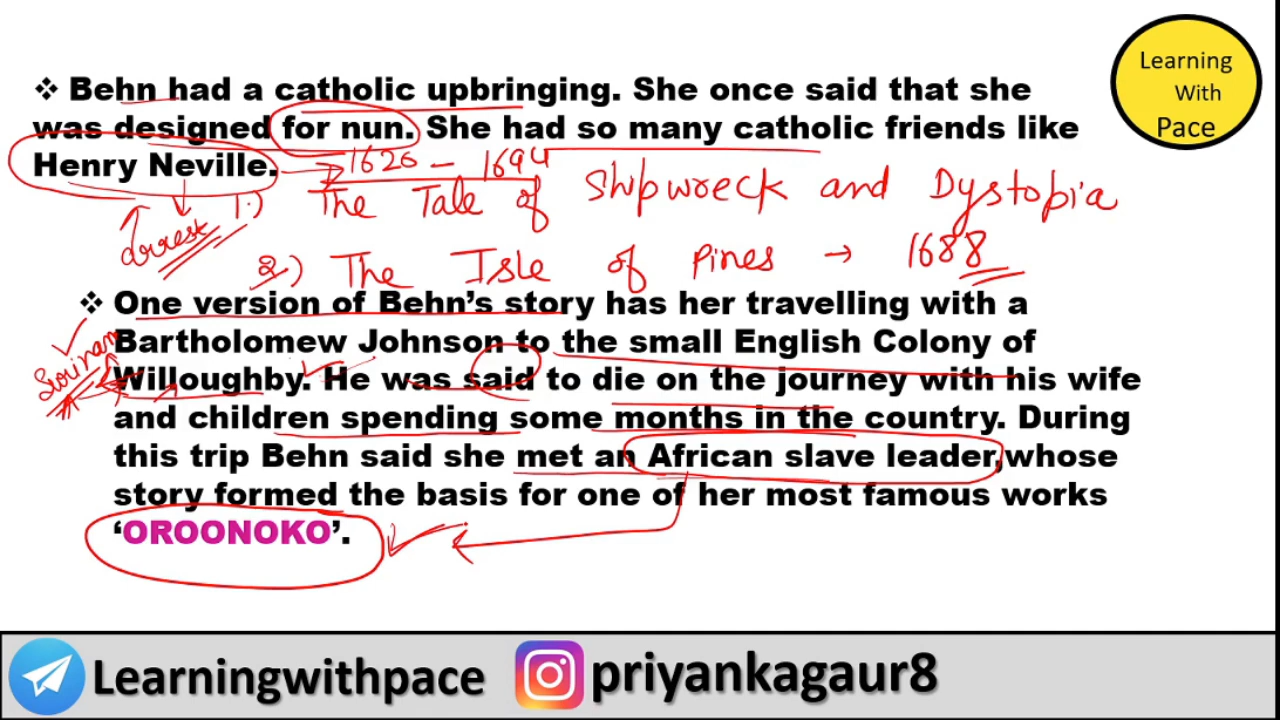 Learning
With
Pace
❖ Behn had a catholic upbringing. She once said that she
was designed for nun. She had so many catholic friends like
Henry Neville.
1620 - 1694
1.) The Tale of Shipwreck and Dystopia
arrest
2.) The Isle of Pines → 1688
❖ One version of Behn's story has her travelling with a
Bartholomew Johnson to the small English Colony of
Willoughby. He was said to die on the journey with his wife
and children spending some months in the country. During
this trip Behn said she met an African slave leader,whose
story formed the basis for one of her most famous works
‘OROONOKO’.
Learningwithpace
priyankagaur8